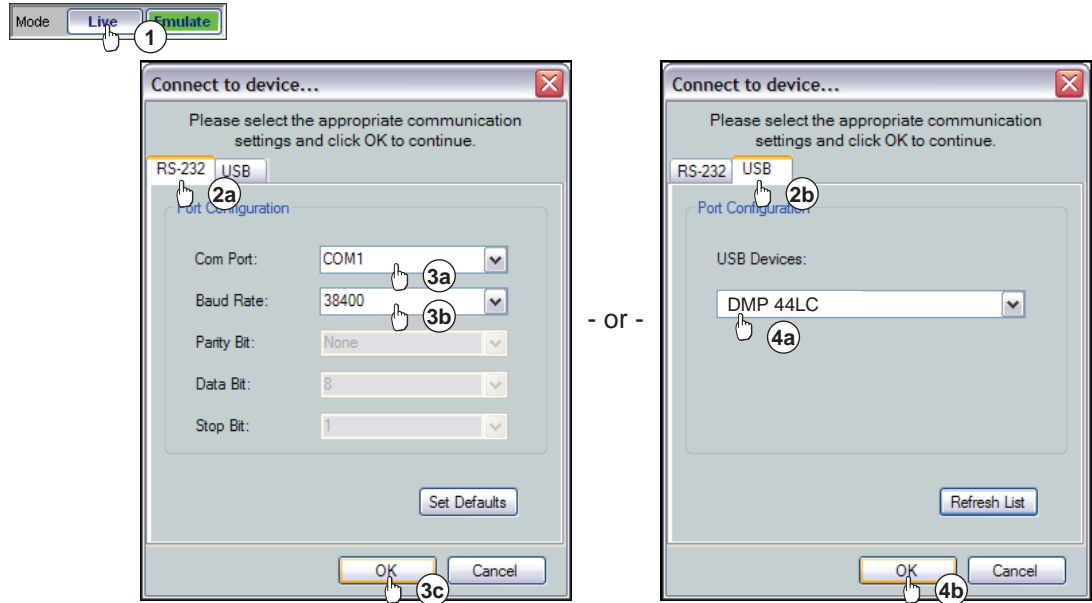 Mode Live Emulate
1
Connect to device...
Please select the appropriate communication
settings and click OK to continue.
RS-232 USB
2a
Port Configuration
Com Port: COM1
3a
Baud Rate: 38400
3b
Parity Bit: None
Data Bit: 8
Stop Bit: 1
Set Defaults
OK Cancel
3c
- or -
Connect to device...
Please select the appropriate communication
settings and click OK to continue.
RS-232 USB
2b
Port Configuration
USB Devices:
DMP 44LC
4a
Refresh List
OK Cancel
4b